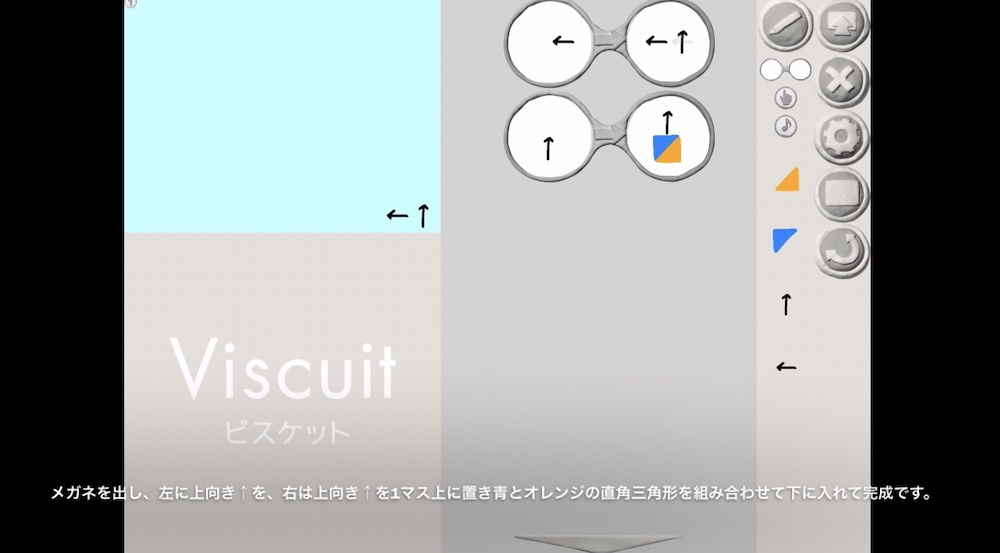 Viscuit
ビスケット
メガネを出し、左に上向き↑を、右は上向き↑を1マス上に置き青とオレンジの直角三角形を組み合わせて下に入れて完成です。